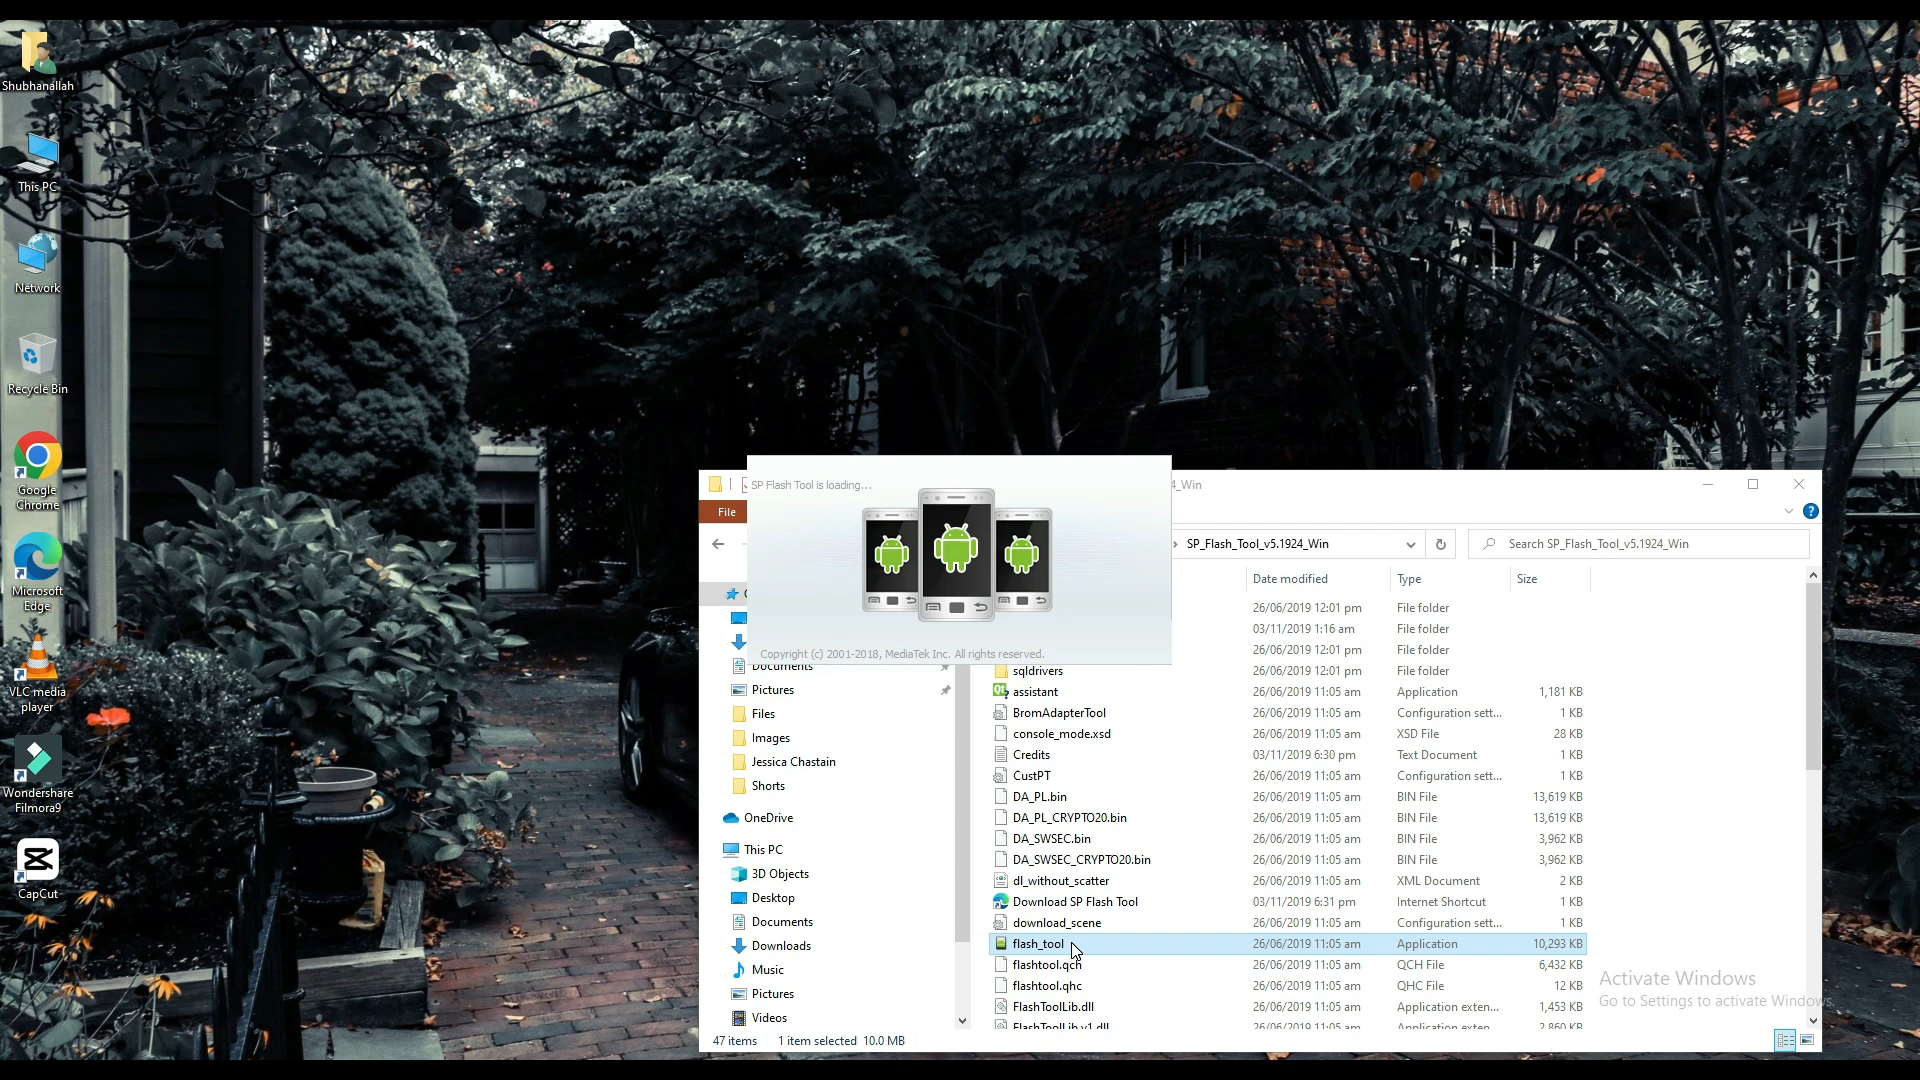 Shubhanallah
This PC
Network
Recycle Bin
Google
Chrome
Microsoft
Edge
VLC media
player
Wondershare
Filmora9
CapCut
SP Flash Tool is loading...
Copyright (c) 2001-2018, MediaTek Inc. All rights reserved.
4_Win
File
SP_Flash_Tool_v5.1924_Win
Search SP_Flash_Tool_v5.1924_Win
Documents
Pictures
Files
Images
Jessica Chastain
Shorts
OneDrive
This PC
3D Objects
Desktop
Documents
Downloads
Music
Pictures
Videos
Date modified Type Size
26/06/2019 12:01 pm File folder
03/11/2019 1:16 am File folder
26/06/2019 12:01 pm File folder
sqldrivers 26/06/2019 12:01 pm File folder
assistant 26/06/2019 11:05 am Application 1,181 KB
BromAdapterTool 26/06/2019 11:05 am Configuration sett... 1 KB
console_mode.xsd 26/06/2019 11:05 am XSD File 28 KB
Credits 03/11/2019 6:30 pm Text Document 1 KB
CustPT 26/06/2019 11:05 am Configuration sett... 1 KB
DA_PL.bin 26/06/2019 11:05 am BIN File 13,619 KB
DA_PL_CRYPTO20.bin 26/06/2019 11:05 am BIN File 13,619 KB
DA_SWSEC.bin 26/06/2019 11:05 am BIN File 3,962 KB
DA_SWSEC_CRYPTO20.bin 26/06/2019 11:05 am BIN File 3,962 KB
dl_without_scatter 26/06/2019 11:05 am XML Document 2 KB
Download SP Flash Tool 03/11/2019 6:31 pm Internet Shortcut 1 KB
download_scene 26/06/2019 11:05 am Configuration sett... 1 KB
flash_tool 26/06/2019 11:05 am Application 10,293 KB
flashtool.qch 26/06/2019 11:05 am QCH File 6,432 KB
flashtool.qhc 26/06/2019 11:05 am QHC File 12 KB
FlashToolLib.dll 26/06/2019 11:05 am Application exten... 1,453 KB
FlashToolLib.v1.dll 26/06/2019 11:05 am Application exten... 2,860 KB
47 items 1 item selected 10.0 MB
Activate Windows
Go to Settings to activate Windows.